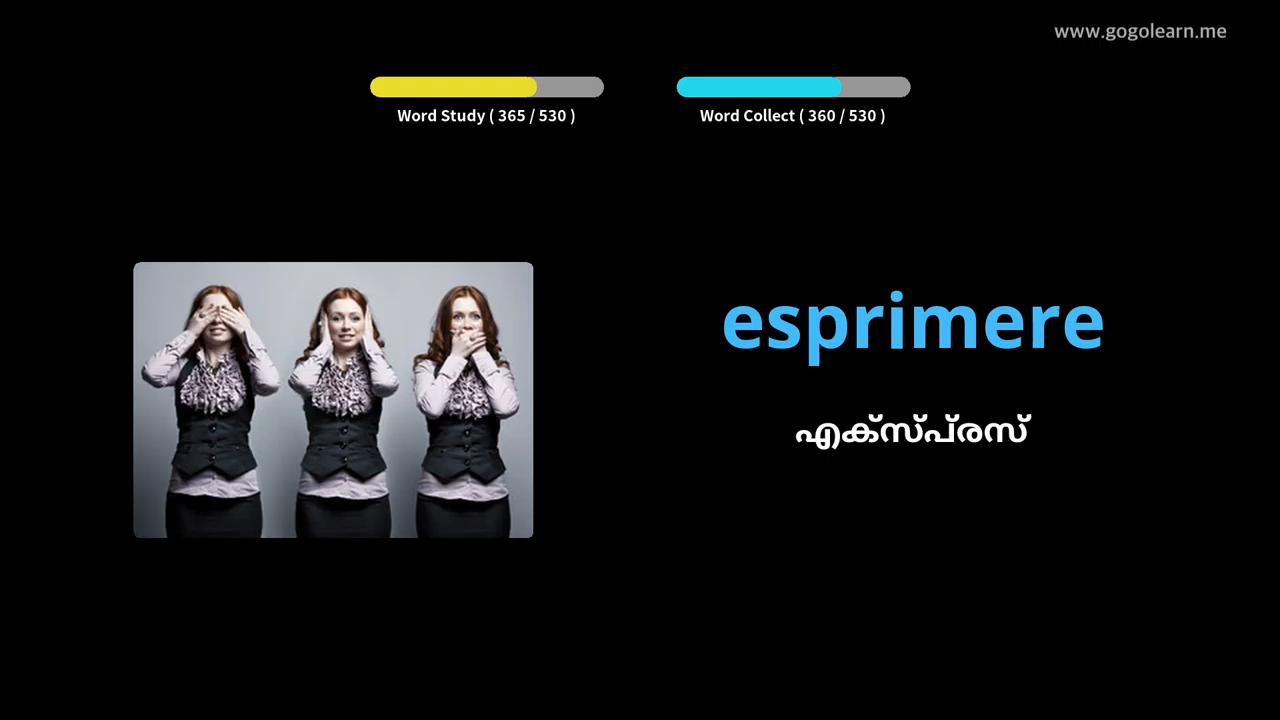 www.gogolearn.me
Word Study ( 365 / 530 )
Word Collect ( 360 / 530 )
esprimere
എക്സ്പ്രസ്